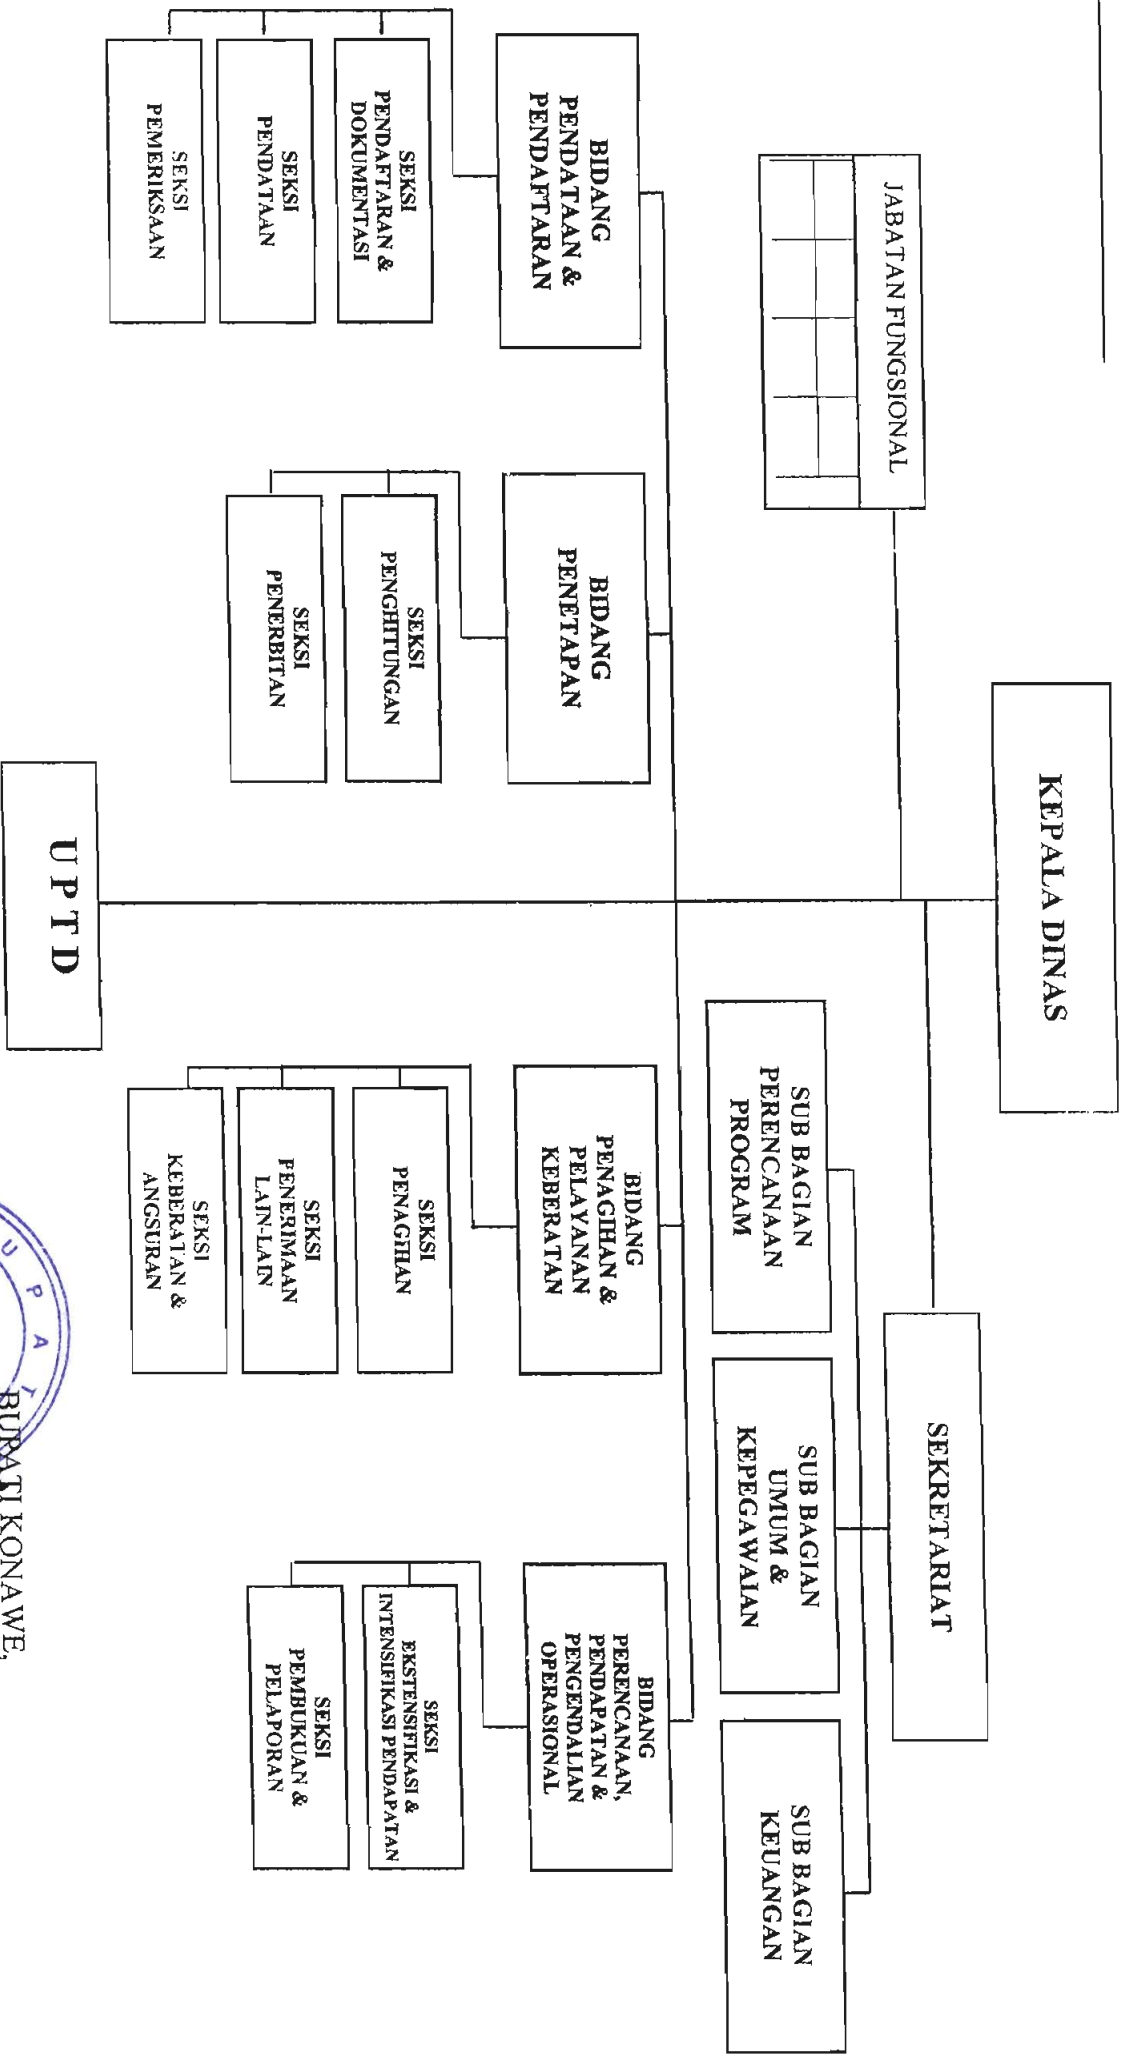 KEPALA DINAS
JABATAN FUNGSIONAL
SEKRETARIAT
SUB BAGIAN
PERENCANAAN
PROGRAM
SUB BAGIAN
UMUM &
KEPEGAWAIAN
SUB BAGIAN
KEUANGAN
BIDANG
PENDATAAN &
PENDAFTARAN
SEKSI
PENDAFTARAN &
DOKUMENTASI
SEKSI
PENDATAAN
SEKSI
PEMERIKSAAN
BIDANG
PENETAPAN
SEKSI
PENGHITUNGAN
SEKSI
PENERBITAN
BIDANG
PENAGIHAN &
PELAYANAN
KEBERATAN
SEKSI
PENAGIHAN
SEKSI
PENERIMAAN
LAIN-LAIN
SEKSI
KEBERATAN &
ANGSURAN
BIDANG
PERENCANAAN,
PENDAPATAN &
PENGENDALIAN
OPERASIONAL
SEKSI
EKSTENSIFIKASI &
INTENSIFIKASI PENDAPATAN
SEKSI
PEMBUKUAN &
PELAPORAN
U P T D
BUPATI KONAWE,
U P A T I